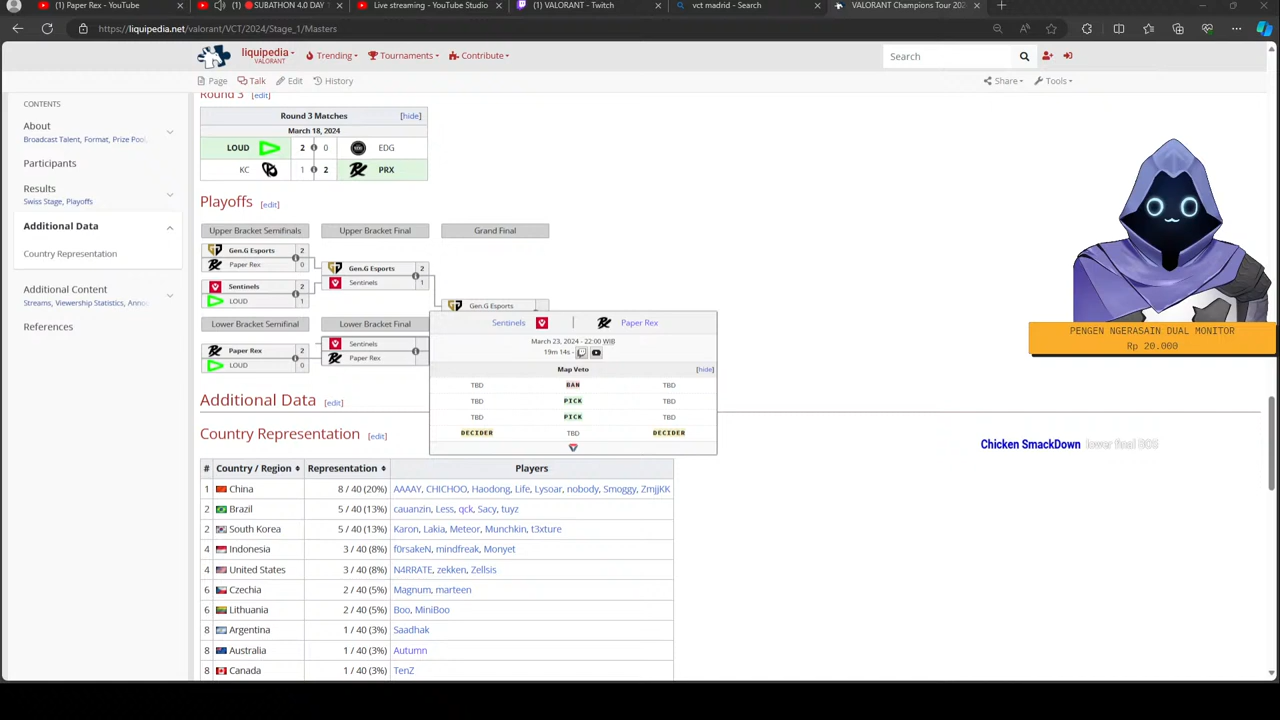 (1) Paper Rex - YouTube
(1) 🔴 SUBATHON 4.0 DAY
Live streaming - YouTube Studio
(1) VALORANT - Twitch
vct madrid - Search
VALORANT Champions Tour 202
https://liquipedia.net/valorant/VCT/2024/Stage_1/Masters
liquipedia
VALORANT
Trending
Tournaments
Contribute
Search
Page
Talk
Edit
History
Share
Tools
CONTENTS
About
Broadcast Talent, Format, Prize Pool,
Participants
Results
Swiss Stage, Playoffs
Additional Data
Country Representation
Additional Content
Streams, Viewership Statistics, Anno
References
Round 3 [edit]
Round 3 Matches [hide]
March 18, 2024
LOUD 2 0 EDG
KC 1 2 PRX
Playoffs [edit]
Upper Bracket Semifinals
Upper Bracket Final
Grand Final
Gen.G Esports 2
Paper Rex 0
Sentinels 2
LOUD 1
Gen.G Esports 2
Sentinels 1
Gen.G Esports
Lower Bracket Semifinal
Lower Bracket Final
Paper Rex 2
LOUD 0
Sentinels
Paper Rex
Sentinels | Paper Rex
March 23, 2024 - 22:00 WIB
19m 14s -
Map Veto [hide]
TBD BAN TBD
TBD PICK TBD
TBD PICK TBD
DECIDER TBD DECIDER
Additional Data [edit]
Country Representation [edit]
# Country / Region Representation Players
1 China 8 / 40 (20%) AAAAY, CHICHOO, Haodong, Life, Lysoar, nobody, Smoggy, ZmjjKK
2 Brazil 5 / 40 (13%) cauanzin, Less, qck, Sacy, tuyz
2 South Korea 5 / 40 (13%) Karon, Lakia, Meteor, Munchkin, t3xture
4 Indonesia 3 / 40 (8%) f0rsakeN, mindfreak, Monyet
4 United States 3 / 40 (8%) N4RRATE, zekken, Zellsis
6 Czechia 2 / 40 (5%) Magnum, marteen
6 Lithuania 2 / 40 (5%) Boo, MiniBoo
8 Argentina 1 / 40 (3%) Saadhak
8 Australia 1 / 40 (3%) Autumn
8 Canada 1 / 40 (3%) TenZ
PENGEN NGERASAIN DUAL MONITOR
Rp 20.000
Chicken SmackDown lower final BO5